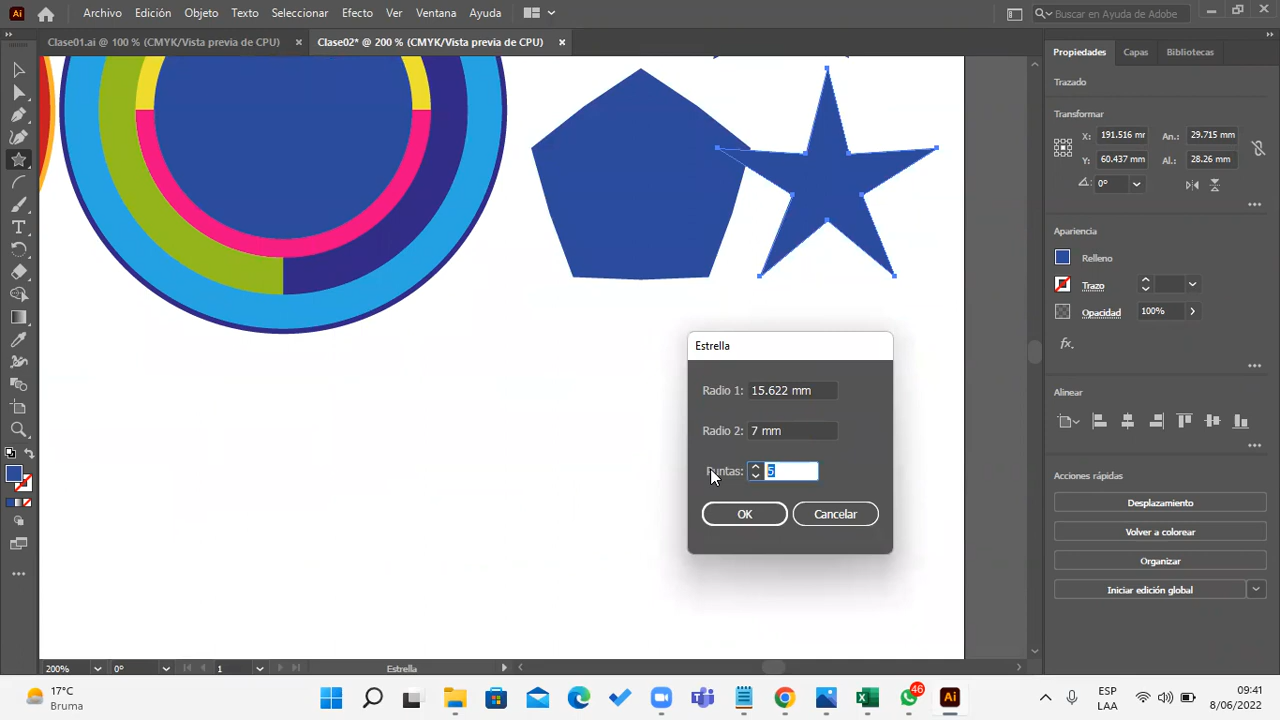 Ai Archivo Edición Objeto Texto Seleccionar Efecto Ver Ventana Ayuda Buscar en Ayuda de Adobe
Clase01.ai @ 100 % (CMYK/Vista previa de CPU) × Clase02* @ 200 % (CMYK/Vista previa de CPU) ×
Propiedades Capas Bibliotecas
Trazado
Transformar
X: 191.516 mr An.: 29.715 mm
Y: 60.437 mm Al.: 28.26 mm
0°
Apariencia
Relleno
Trazo
Opacidad 100%
fx.
Alinear
Acciones rápidas
Desplazamiento
Volver a colorear
Organizar
Iniciar edición global
Estrella
Radio 1: 15.622 mm
Radio 2: 7 mm
Puntas: 5
OK Cancelar
200% 0° 1 Estrella
17°C
Bruma
46
Ai
ESP
LAA
09:41
8/06/2022